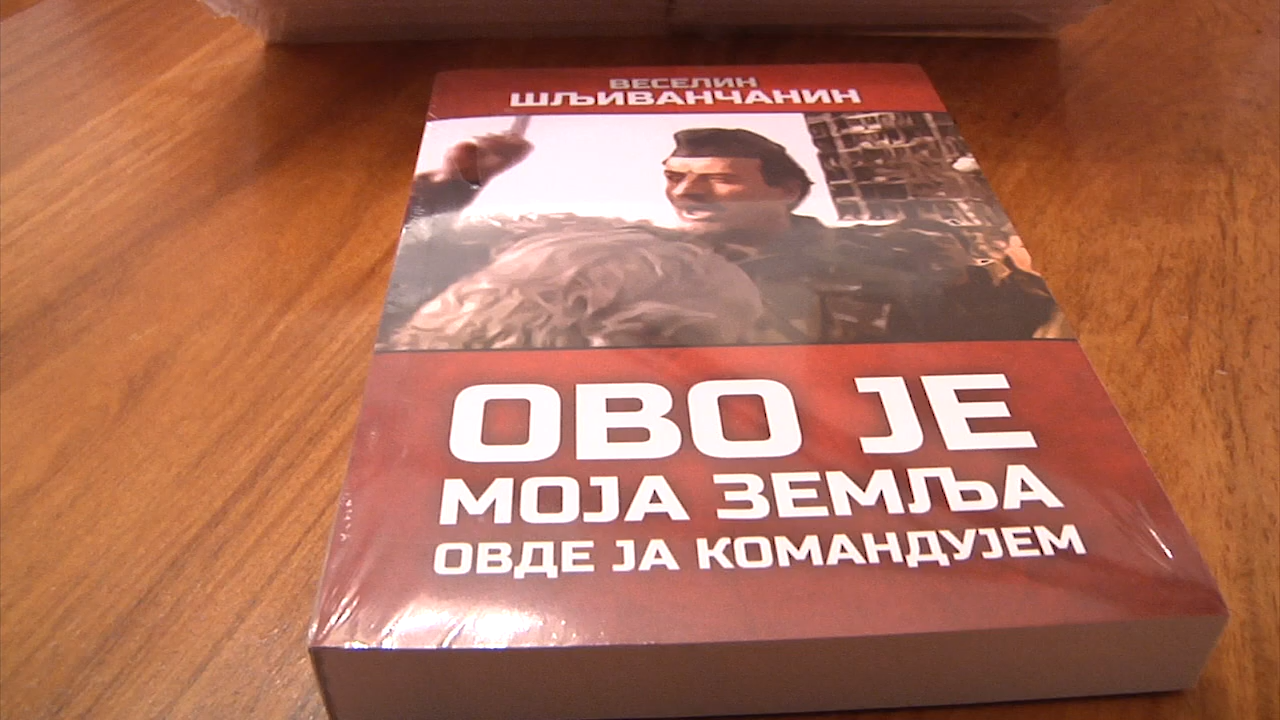 ВЕСЕЛИН
ШЉИВАНЧАНИН
ОВО ЈЕ
МОЈА ЗЕМЉА
ОВДЕ ЈА КОМАНДУЈЕМ